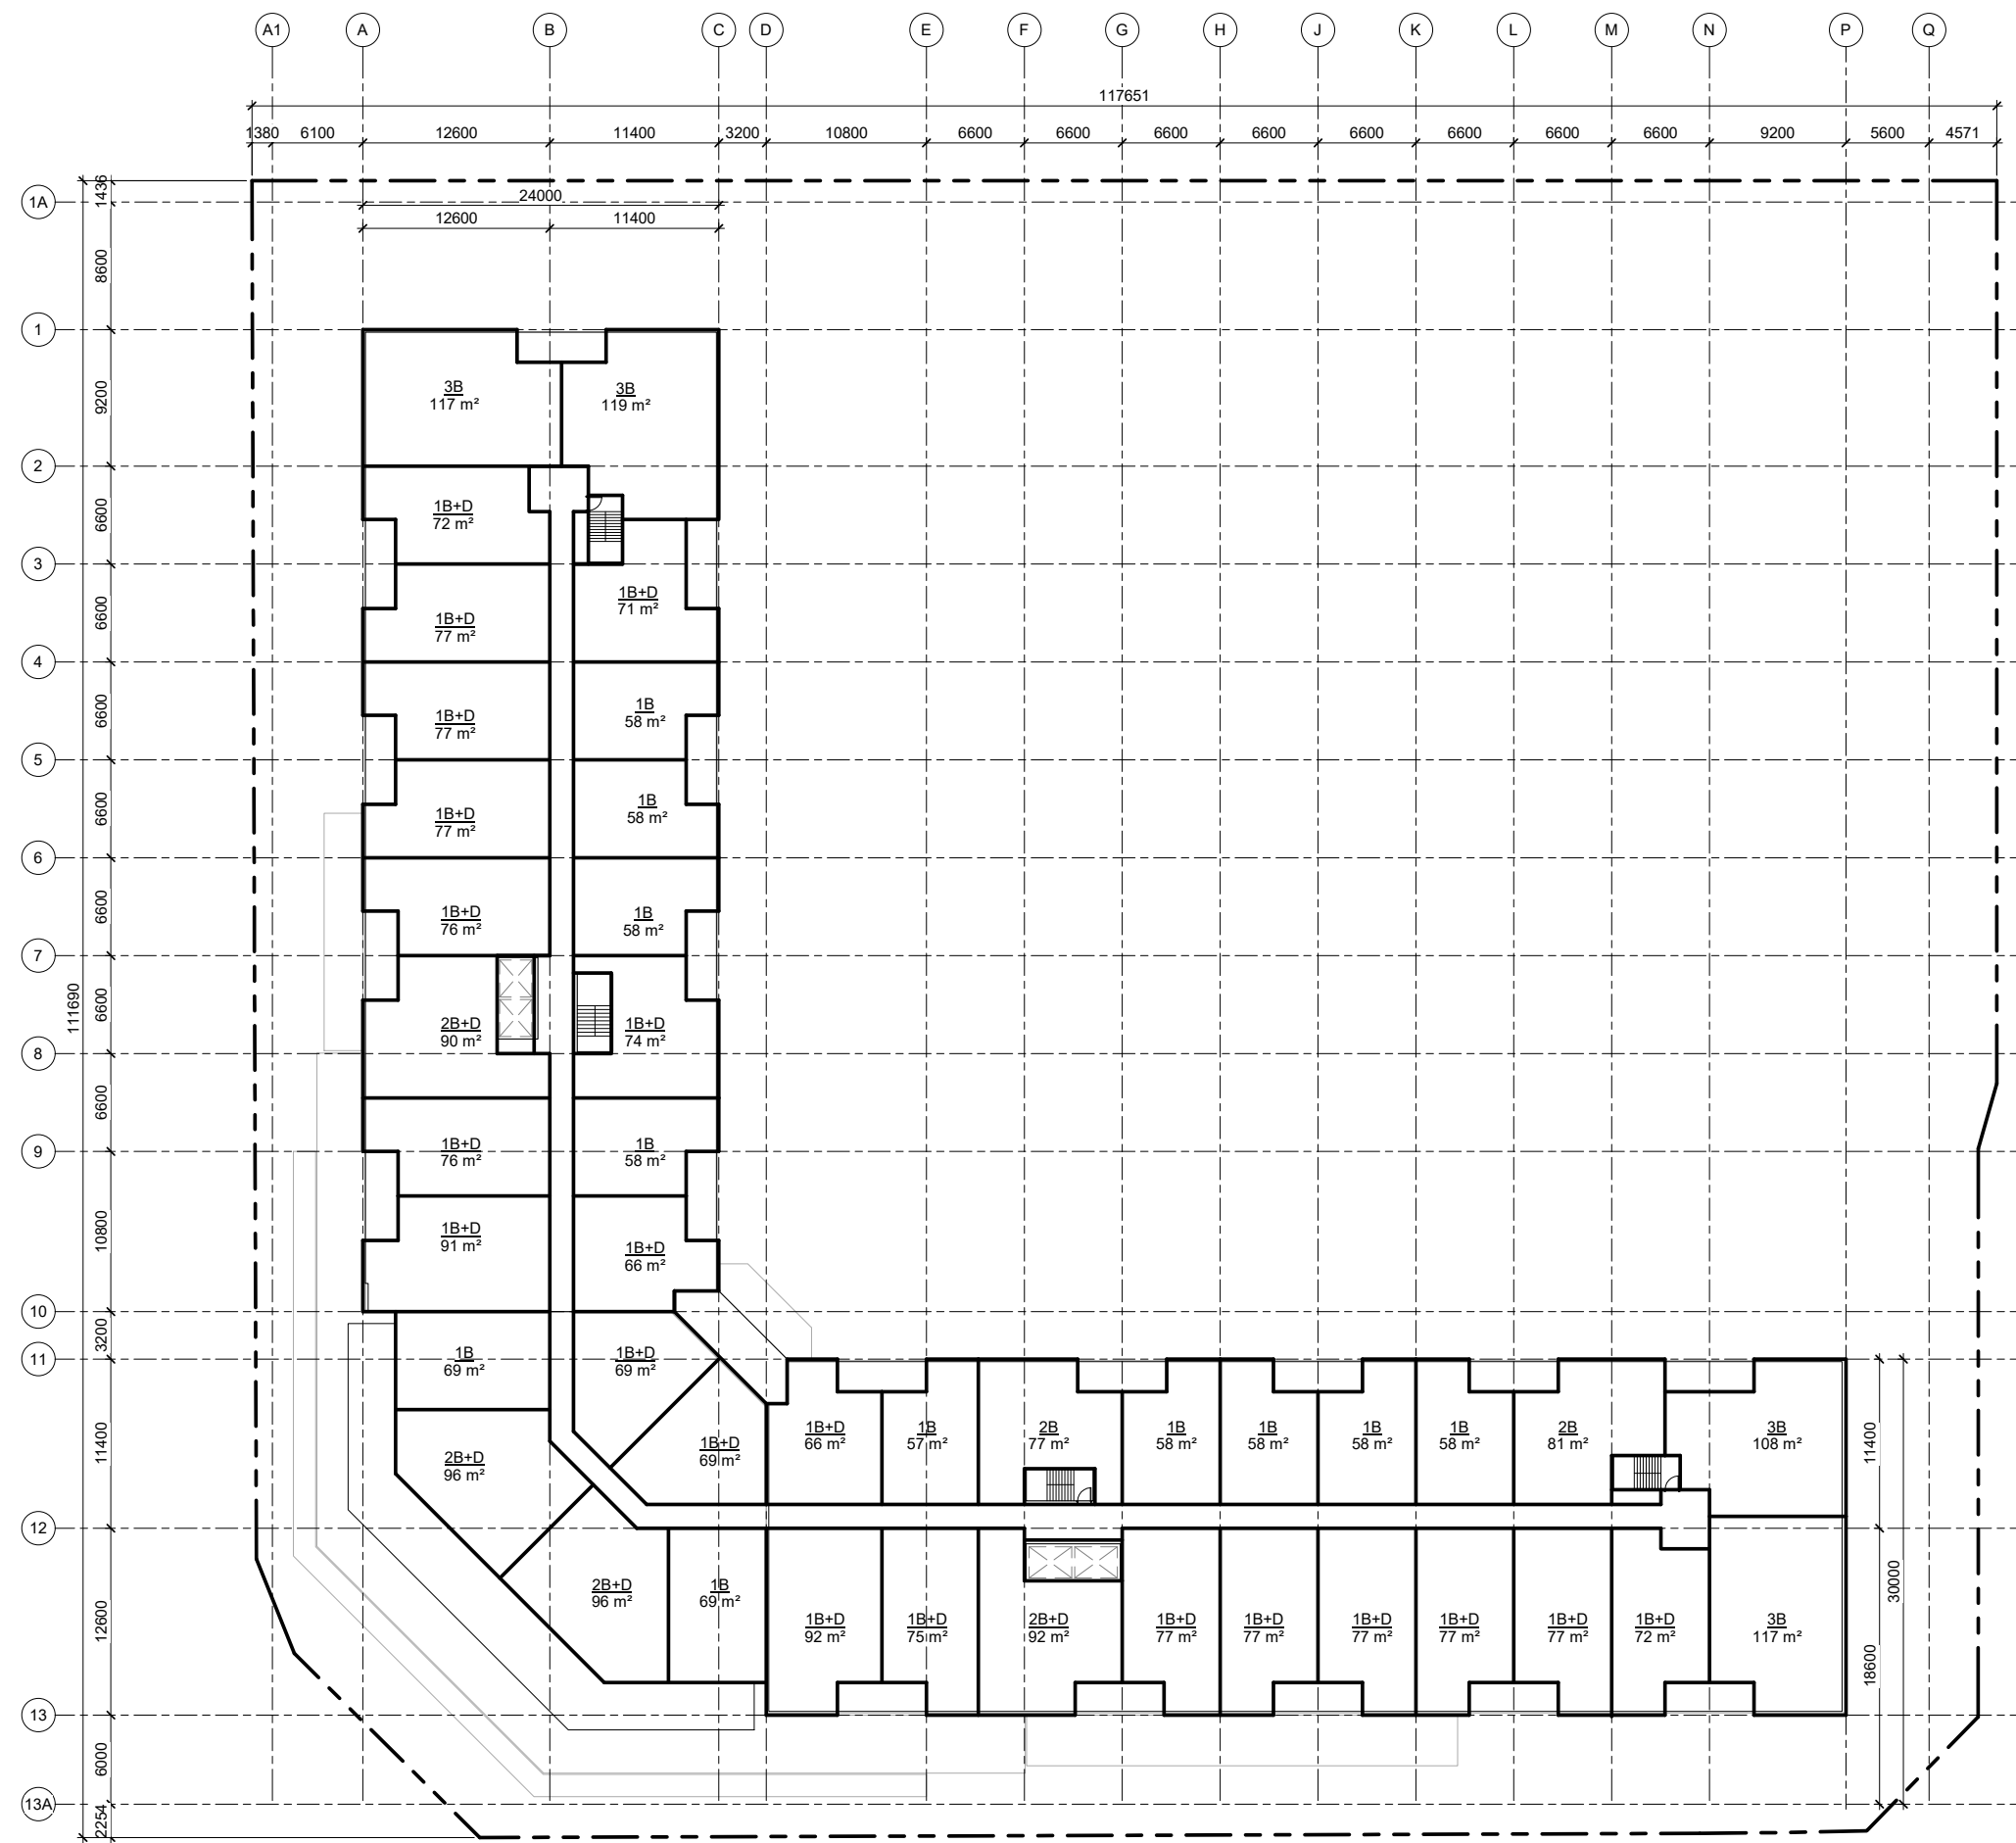 A1 A B C D E F G H J K L M N P Q
117651
1380 6100 12600 11400 3200 10800 6600 6600 6600 6600 6600 6600 6600 6600 9200 5600 4571
1A
1436
24000
12600 11400
8600
1
9200
3B
117 m²
3B
119 m²
2
6600
1B+D
72 m²
3
6600
1B+D
71 m²
1B+D
77 m²
4
6600
1B+D
77 m²
1B
58 m²
5
6600
1B+D
77 m²
1B
58 m²
6
6600
1B+D
76 m²
1B
58 m²
7
111690
6600
2B+D
90 m²
1B+D
74 m²
8
6600
1B+D
76 m²
1B
58 m²
9
10800
1B+D
91 m²
1B+D
66 m²
10
3200
1B
69 m²
1B+D
69 m²
11
11400
2B+D
96 m²
1B+D
69 m²
1B+D
66 m²
1B
57 m²
2B
77 m²
1B
58 m²
1B
58 m²
1B
58 m²
1B
58 m²
2B
81 m²
3B
108 m²
11400
12
12600
2B+D
96 m²
1B
69 m²
1B+D
92 m²
1B+D
75 m²
2B+D
92 m²
1B+D
77 m²
1B+D
77 m²
1B+D
77 m²
1B+D
77 m²
1B+D
77 m²
1B+D
72 m²
3B
117 m²
18600
30000
13
6000
13A
2254